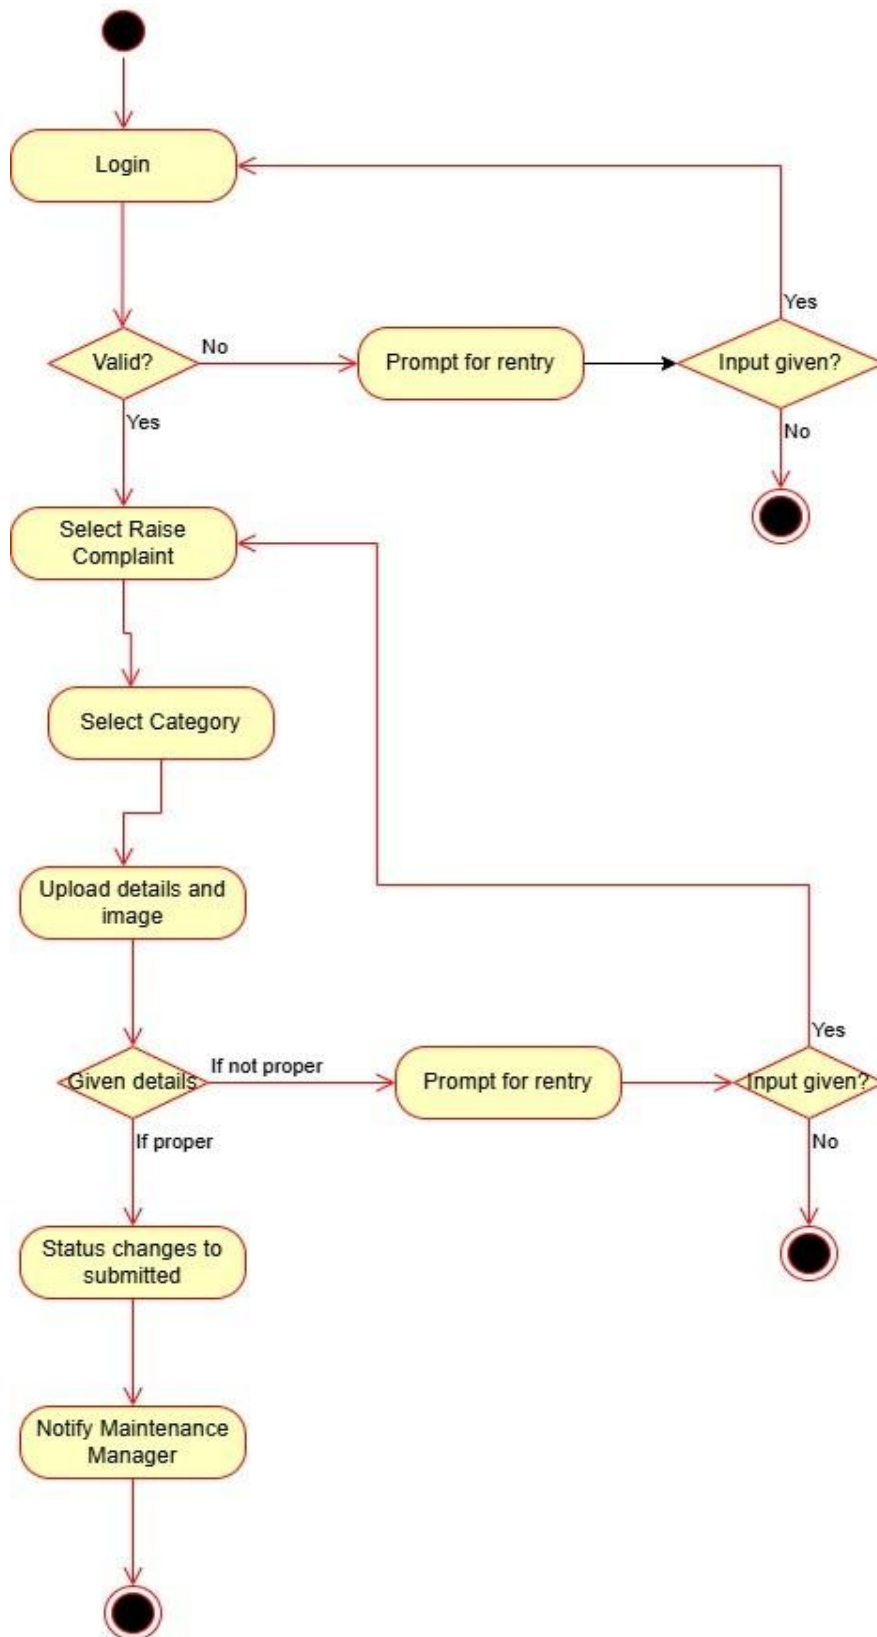 Login
Yes
Valid?
No
Prompt for rentry
Input given?
Yes
No
Select Raise
Complaint
Select Category
Upload details and
image
Yes
Given details
If not proper
Prompt for rentry
Input given?
If proper
No
Status changes to
submitted
Notify Maintenance
Manager